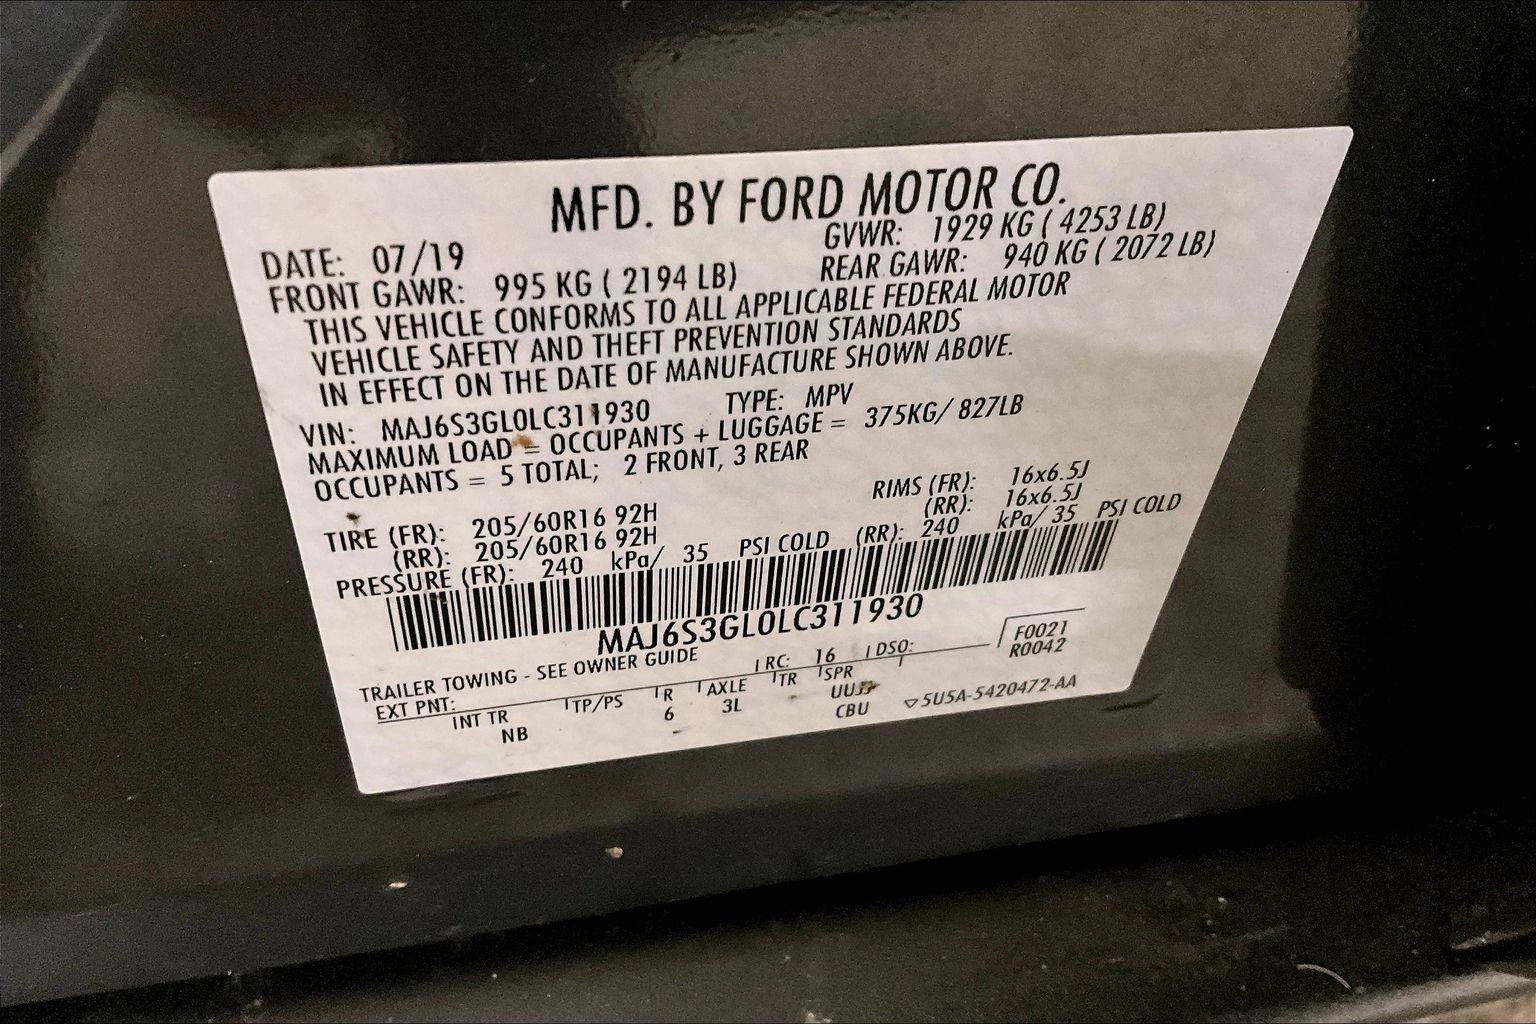 MFD. BY FORD MOTOR CO.
DATE: 07/19 GVWR: 1929 KG ( 4253 LB)
FRONT GAWR: 995 KG ( 2194 LB) REAR GAWR: 940 KG ( 2072 LB)
THIS VEHICLE CONFORMS TO ALL APPLICABLE FEDERAL MOTOR
VEHICLE SAFETY AND THEFT PREVENTION STANDARDS
IN EFFECT ON THE DATE OF MANUFACTURE SHOWN ABOVE.
VIN: MAJ6S3GL0LC311930 TYPE: MPV
MAXIMUM LOAD = OCCUPANTS + LUGGAGE = 375KG/ 827LB
OCCUPANTS = 5 TOTAL; 2 FRONT, 3 REAR
TIRE (FR): 205/60R16 92H RIMS (FR): 16x6.5J
(RR): 205/60R16 92H (RR): 16x6.5J
PRESSURE (FR): 240 kPa/ 35 PSI COLD (RR): 240 kPa/ 35 PSI COLD
MAJ6S3GL0LC311930
TRAILER TOWING - SEE OWNER GUIDE
EXT PNT: RC: 16 DSO: F0021
R0042
INT TR TP/PS R AXLE TR SPR
NB 6 3L UUJF
CBU 5U5A-5420472-AA